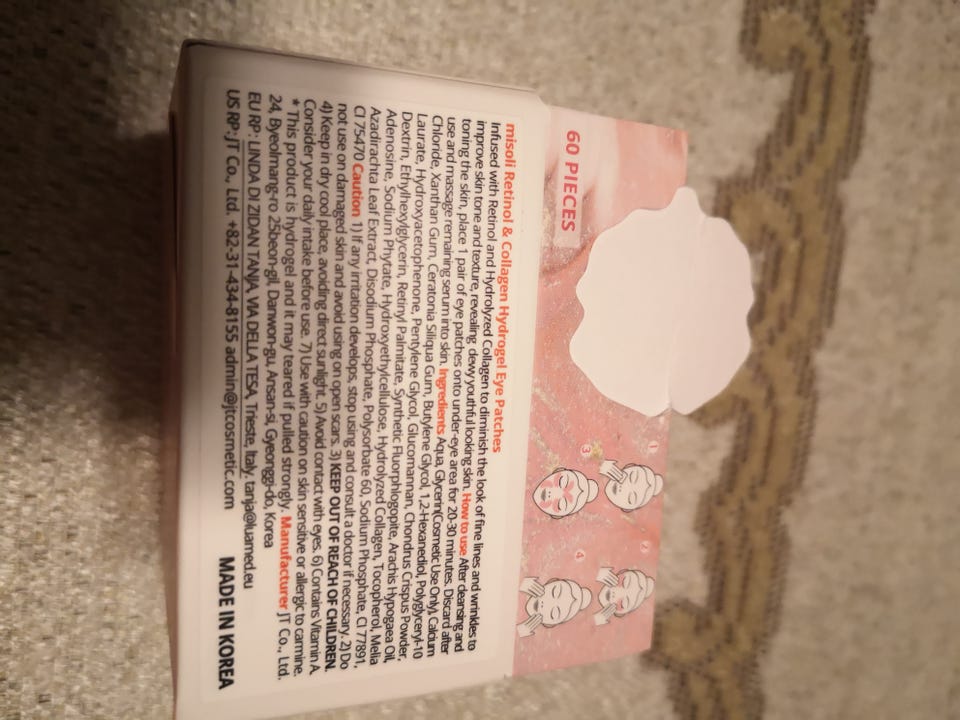 60 PIECES
1
2
3
4
misoli Retinol & Collagen Hydrogel Eye Patches
Infused with Retinol and Hydrolyzed Collagen to diminish the look of fine lines and wrinkles to
improve skin tone and texture, revealing dewy youthful looking skin. How to use After cleansing and
toning the skin, place 1 pair of eye patches onto under-eye area for 20-30 minutes. Discard after
use and massage remaining serum into skin. Ingredients Aqua, Glycerin(Cosmetic Use Only), Calcium
Chloride, Xanthan Gum, Ceratonia Siliqua Gum, Butylene Glycol, 1,2-Hexanediol, Polyglyceryl-10
Laurate, Hydroxyacetophenone, Pentylene Glycol, Glucomannan, Chondrus Crispus Powder,
Dextrin, Ethylhexylglycerin, Retinyl Palmitate, Synthetic Fluorphlogopite, Arachis Hypogaea Oil,
Adenosine, Sodium Phytate, Hydroxyethylcellulose, Hydrolyzed Collagen, Tocopherol, Melia
Azadirachta Leaf Extract, Disodium Phosphate, Polysorbate 60, Sodium Phosphate, CI 77891,
CI 75470 Caution 1) If any irritation develops, stop using and consult a doctor if necessary. 2) Do
not use on damaged skin and avoid using on open scars. 3) KEEP OUT OF REACH OF CHILDREN.
4) Keep in dry cool place, avoiding direct sunlight. 5) Avoid contact with eyes. 6) Contains Vitamin A.
Consider your daily intake before use. 7) Use with caution on skin sensitive or allergic to carmine.
* This product is hydrogel and it may teared if pulled strongly. Manufacturer JT Co., Ltd.
24, Byeolmang-ro 25beon-gil, Danwon-gu, Ansan-si, Gyeonggi-do, Korea
EU RP: LINDA DI ZIDAN TANJA, VIA DELLA TESA, Trieste, Italy, tanja@luamed.eu
US RP: JT Co., Ltd. +82-31-434-8155 admin@jtcosmetic.com MADE IN KOREA